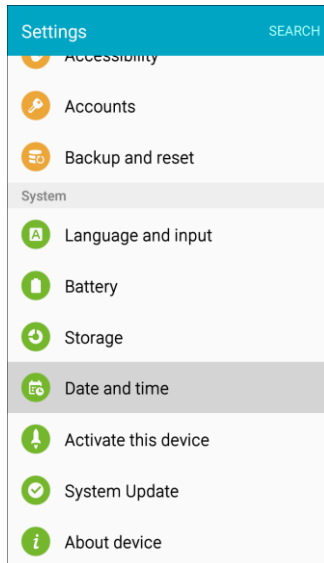 Settings SEARCH
Accessibility
Accounts
Backup and reset
System
Language and input
Battery
Storage
Date and time
Activate this device
System Update
About device